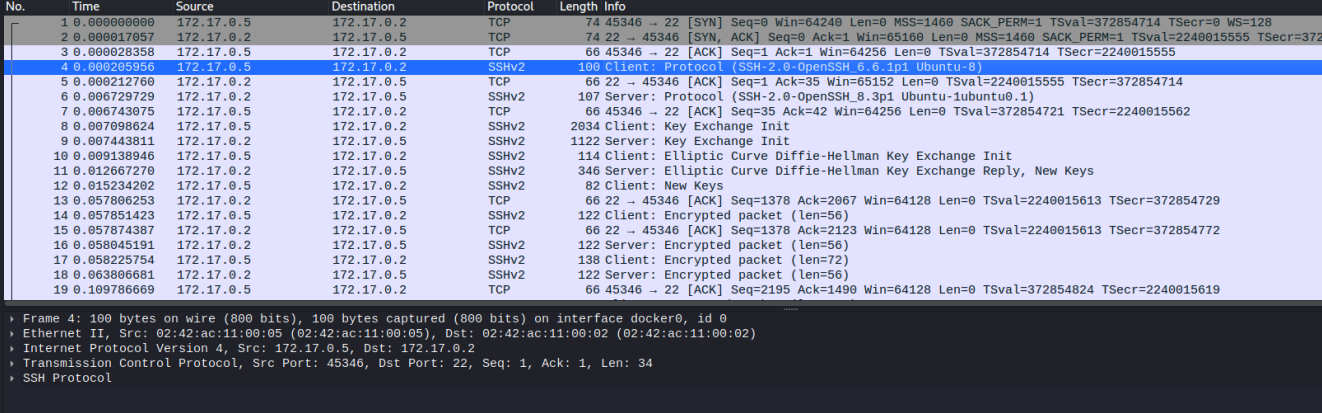 No. Time Source Destination Protocol Length Info
1 0.000000000 172.17.0.5 172.17.0.2 TCP 74 45346 → 22 [SYN] Seq=0 Win=64240 Len=0 MSS=1460 SACK_PERM=1 TSval=372854714 TSecr=0 WS=128
2 0.000017057 172.17.0.2 172.17.0.5 TCP 74 22 → 45346 [SYN, ACK] Seq=0 Ack=1 Win=65160 Len=0 MSS=1460 SACK_PERM=1 TSval=2240015555 TSecr=372
3 0.000028358 172.17.0.5 172.17.0.2 TCP 66 45346 → 22 [ACK] Seq=1 Ack=1 Win=64256 Len=0 TSval=372854714 TSecr=2240015555
4 0.000205956 172.17.0.5 172.17.0.2 SSHv2 100 Client: Protocol (SSH-2.0-OpenSSH_6.6.1p1 Ubuntu-8)
5 0.000212760 172.17.0.2 172.17.0.5 TCP 66 22 → 45346 [ACK] Seq=1 Ack=35 Win=65152 Len=0 TSval=2240015555 TSecr=372854714
6 0.006729729 172.17.0.2 172.17.0.5 SSHv2 107 Server: Protocol (SSH-2.0-OpenSSH_8.3p1 Ubuntu-1ubuntu0.1)
7 0.006743075 172.17.0.5 172.17.0.2 TCP 66 45346 → 22 [ACK] Seq=35 Ack=42 Win=64256 Len=0 TSval=372854721 TSecr=2240015562
8 0.007098624 172.17.0.5 172.17.0.2 SSHv2 2034 Client: Key Exchange Init
9 0.007443811 172.17.0.2 172.17.0.5 SSHv2 1122 Server: Key Exchange Init
10 0.009138946 172.17.0.5 172.17.0.2 SSHv2 114 Client: Elliptic Curve Diffie-Hellman Key Exchange Init
11 0.012667270 172.17.0.2 172.17.0.5 SSHv2 346 Server: Elliptic Curve Diffie-Hellman Key Exchange Reply, New Keys
12 0.015234202 172.17.0.5 172.17.0.2 SSHv2 82 Client: New Keys
13 0.057806253 172.17.0.2 172.17.0.5 TCP 66 22 → 45346 [ACK] Seq=1378 Ack=2067 Win=64128 Len=0 TSval=2240015613 TSecr=372854729
14 0.057851423 172.17.0.5 172.17.0.2 SSHv2 122 Client: Encrypted packet (len=56)
15 0.057874387 172.17.0.2 172.17.0.5 TCP 66 22 → 45346 [ACK] Seq=1378 Ack=2123 Win=64128 Len=0 TSval=2240015613 TSecr=372854772
16 0.058045191 172.17.0.2 172.17.0.5 SSHv2 122 Server: Encrypted packet (len=56)
17 0.058225754 172.17.0.5 172.17.0.2 SSHv2 138 Client: Encrypted packet (len=72)
18 0.063806681 172.17.0.2 172.17.0.5 SSHv2 122 Server: Encrypted packet (len=56)
19 0.109786669 172.17.0.5 172.17.0.2 TCP 66 45346 → 22 [ACK] Seq=2195 Ack=1490 Win=64128 Len=0 TSval=372854824 TSecr=2240015619
Frame 4: 100 bytes on wire (800 bits), 100 bytes captured (800 bits) on interface docker0, id 0
Ethernet II, Src: 02:42:ac:11:00:05 (02:42:ac:11:00:05), Dst: 02:42:ac:11:00:02 (02:42:ac:11:00:02)
Internet Protocol Version 4, Src: 172.17.0.5, Dst: 172.17.0.2
Transmission Control Protocol, Src Port: 45346, Dst Port: 22, Seq: 1, Ack: 1, Len: 34
SSH Protocol